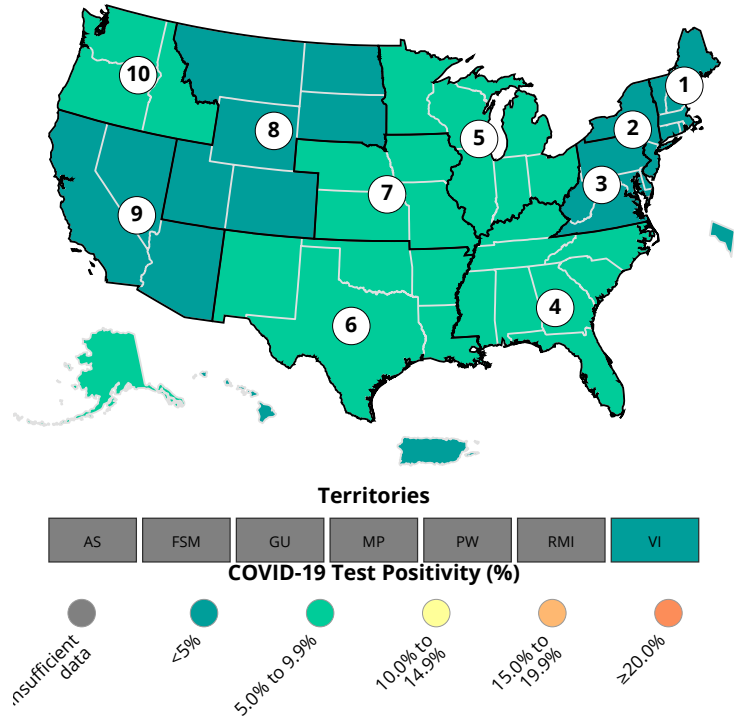 10
1
2
8
5
3
7
9
4
6
Territories
AS FSM GU MP PW RMI VI
COVID-19 Test Positivity (%)
data
<5%
5.0% to 9.9%
10.0% to
14.9%
15.0% to
19.9%
≥20.0%